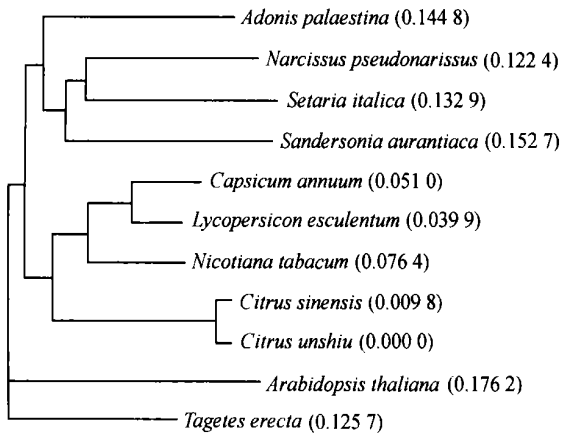 Adonis palaestina (0.144 8)
Narcissus pseudonarissus (0.122 4)
Setaria italica (0.132 9)
Sandersonia aurantiaca (0.152 7)
Capsicum annuum (0.051 0)
Lycopersicon esculentum (0.039 9)
Nicotiana tabacum (0.076 4)
Citrus sinensis (0.009 8)
Citrus unshiu (0.000 0)
Arabidopsis thaliana (0.176 2)
Tagetes erecta (0.125 7)